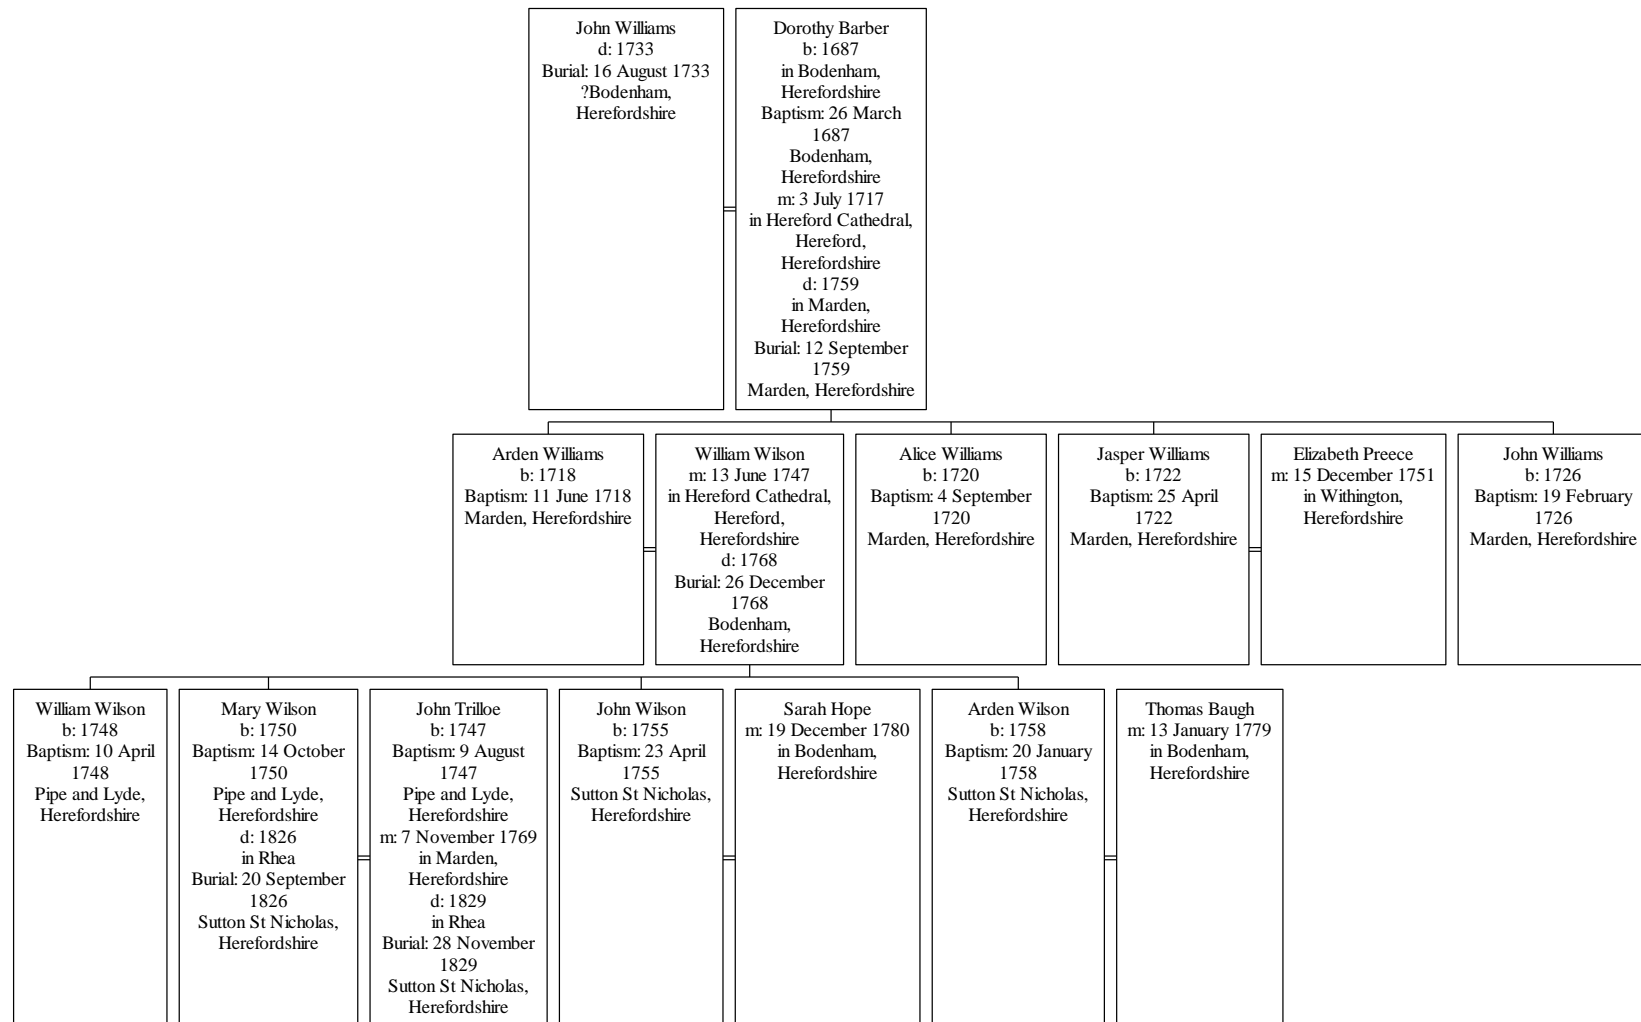 John Williams
d: 1733
Burial: 16 August 1733
?Bodenham,
Herefordshire
Dorothy Barber
b: 1687
in Bodenham,
Herefordshire
Baptism: 26 March
1687
Bodenham,
Herefordshire
m: 3 July 1717
in Hereford Cathedral,
Hereford,
Herefordshire
d: 1759
in Marden,
Herefordshire
Burial: 12 September
1759
Marden, Herefordshire
Arden Williams
b: 1718
Baptism: 11 June 1718
Marden, Herefordshire
William Wilson
m: 13 June 1747
in Hereford Cathedral,
Hereford,
Herefordshire
d: 1768
Burial: 26 December
1768
Bodenham,
Herefordshire
Alice Williams
b: 1720
Baptism: 4 September
1720
Marden, Herefordshire
Jasper Williams
b: 1722
Baptism: 25 April
1722
Marden, Herefordshire
Elizabeth Preece
m: 15 December 1751
in Withington,
Herefordshire
John Williams
b: 1726
Baptism: 19 February
1726
Marden, Herefordshire
William Wilson
b: 1748
Baptism: 10 April
1748
Pipe and Lyde,
Herefordshire
Mary Wilson
b: 1750
Baptism: 14 October
1750
Pipe and Lyde,
Herefordshire
d: 1826
in Rhea
Burial: 20 September
1826
Sutton St Nicholas,
Herefordshire
John Trilloe
b: 1747
Baptism: 9 August
1747
Pipe and Lyde,
Herefordshire
m: 7 November 1769
in Marden,
Herefordshire
d: 1829
in Rhea
Burial: 28 November
1829
Sutton St Nicholas,
Herefordshire
John Wilson
b: 1755
Baptism: 23 April
1755
Sutton St Nicholas,
Herefordshire
Sarah Hope
m: 19 December 1780
in Bodenham,
Herefordshire
Arden Wilson
b: 1758
Baptism: 20 January
1758
Sutton St Nicholas,
Herefordshire
Thomas Baugh
m: 13 January 1779
in Bodenham,
Herefordshire